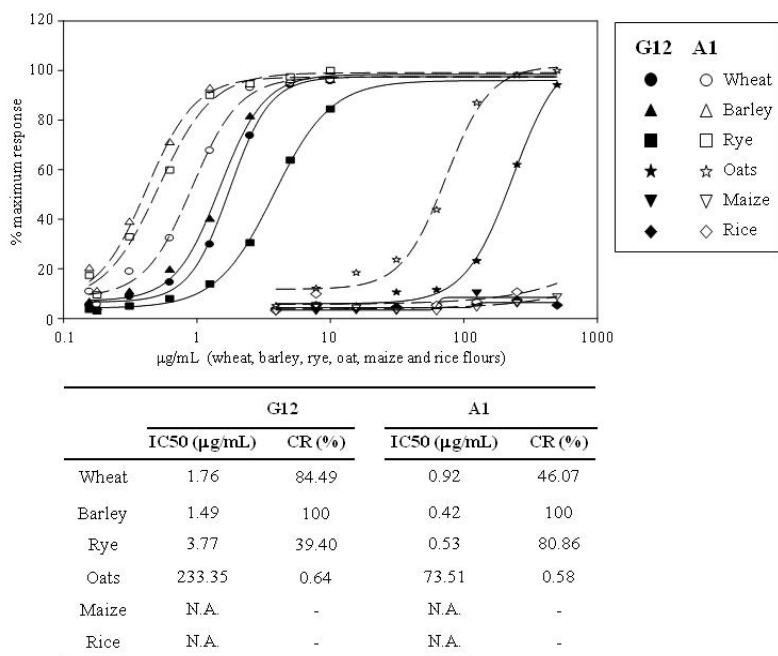 120
100
80
60
40
20
0
% maximum response
0.1 1 10 100 1000
µg/mL (wheat, barley, rye, oat, maize and rice flours)
G12 A1
Wheat
Barley
Rye
Oats
Maize
Rice
G12 A1
IC50 (µg/mL) CR (%) IC50 (µg/mL) CR (%)
Wheat 1.76 84.49 0.92 46.07
Barley 1.49 100 0.42 100
Rye 3.77 39.40 0.53 80.86
Oats 233.35 0.64 73.51 0.58
Maize N.A. - N.A. -
Rice N.A. - N.A. -